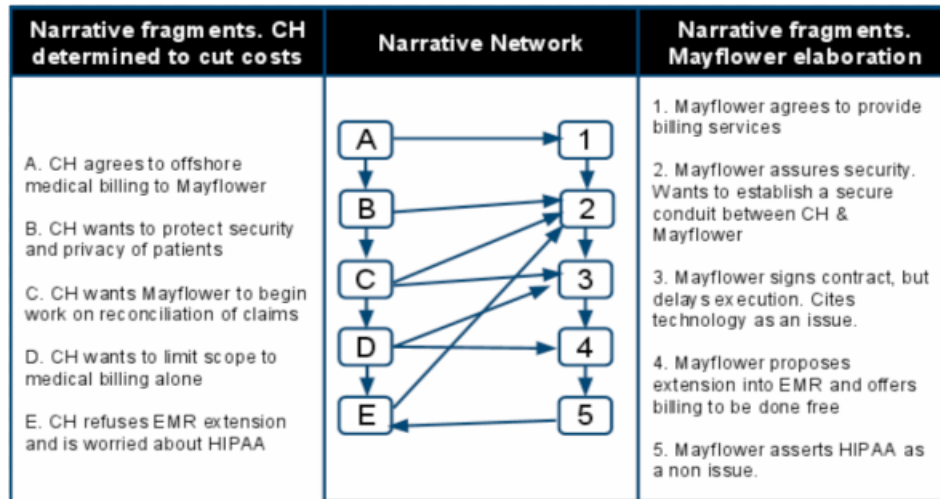 Narrative fragments. CH
determined to cut costs
Narrative Network
Narrative fragments.
Mayflower elaboration
A. CH agrees to offshore
medical billing to Mayflower
B. CH wants to protect security
and privacy of patients
C. CH wants Mayflower to begin
work on reconciliation of claims
D. CH wants to limit scope to
medical billing alone
E. CH refuses EMR extension
and is worried about HIPAA
A
1
B
2
C
3
D
4
E
5
1. Mayflower agrees to provide
billing services
2. Mayflower assures security.
Wants to establish a secure
conduit between CH &
Mayflower
3. Mayflower signs contract, but
delays execution. Cites
technology as an issue.
4. Mayflower proposes
extension into EMR and offers
billing to be done free
5. Mayflower asserts HIPAA as
a non issue.